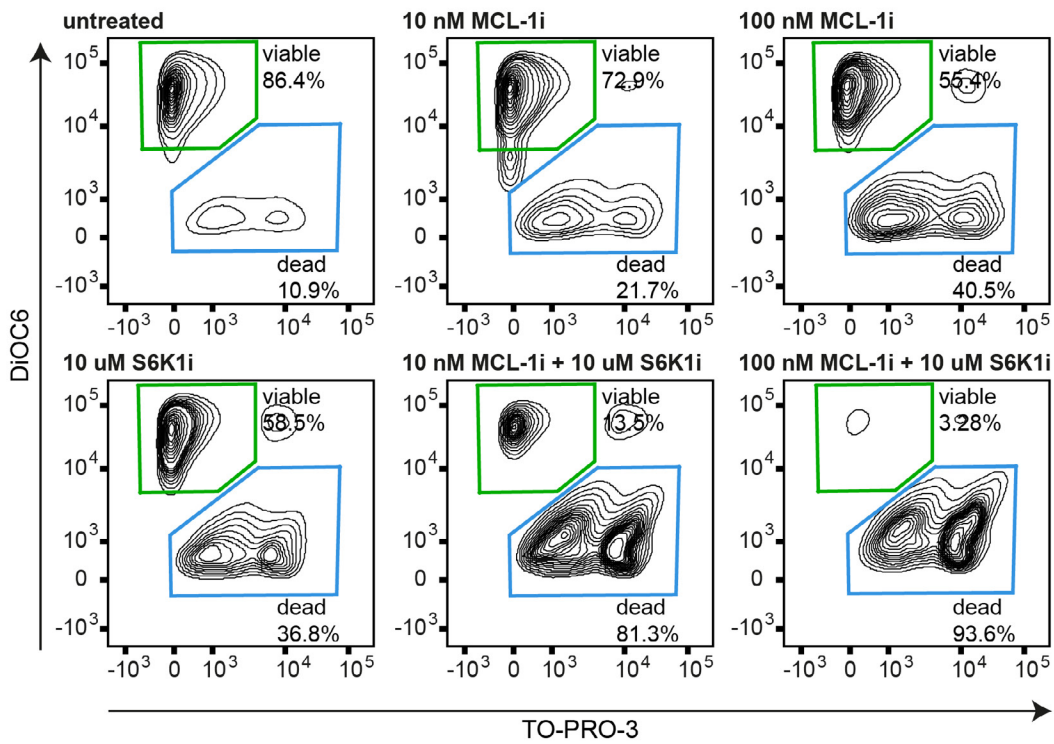 untreated
10 nM MCL-1i
100 nM MCL-1i
10⁵
viable
86.4%
10⁴
10³
0
-10³
dead
10.9%
-10³ 0 10³ 10⁴ 10⁵
10⁵
viable
72.9%
10⁴
10³
0
-10³
dead
21.7%
-10³ 0 10³ 10⁴ 10⁵
10⁵
viable
55.4%
10⁴
10³
0
-10³
dead
40.5%
-10³ 0 10³ 10⁴ 10⁵
DiOC6
10 uM S6K1i
10 nM MCL-1i + 10 uM S6K1i
100 nM MCL-1i + 10 uM S6K1i
10⁵
viable
58.5%
10⁴
10³
0
-10³
dead
36.8%
-10³ 0 10³ 10⁴ 10⁵
10⁵
viable
13.5%
10⁴
10³
0
-10³
dead
81.3%
-10³ 0 10³ 10⁴ 10⁵
10⁵
viable
3.28%
10⁴
10³
0
-10³
dead
93.6%
-10³ 0 10³ 10⁴ 10⁵
TO-PRO-3